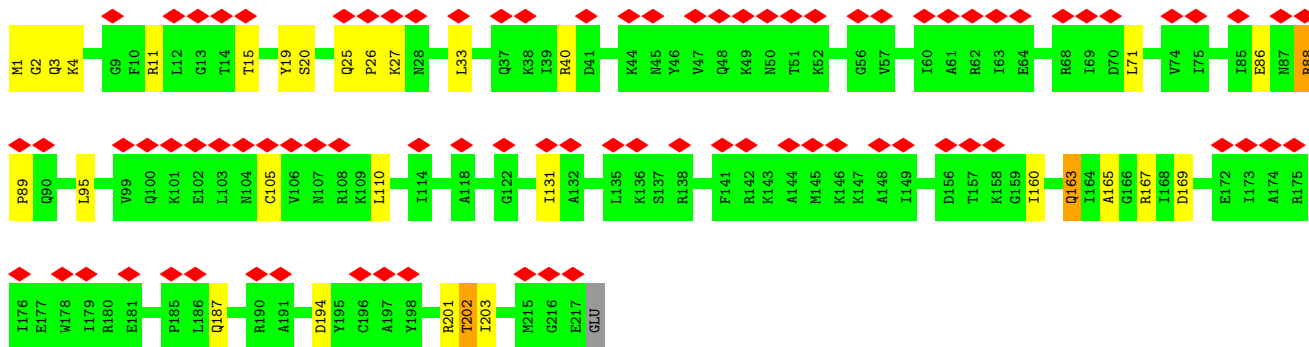 M1 G2 Q3 K4 G9 F10 R11 L12 G13 T14 T15 Y19 S20 Q25 P26 K27 N28 L33 Q37 K38 I39 R40 D41 K44 N45 Y46 V47 Q48 K49 N50 T51 K52 G56 V57 I60 A61 R62 I63 E64 R68 I69 D70 L71 V74 I75 I85 E86 N87 R88
P89 Q90 L95 V99 Q100 K101 E102 L103 N104 C105 V106 N107 R108 K109 L110 I114 A118 G122 I131 A132 L135 K136 S137 R138 F141 R142 K143 A144 M145 K146 K147 A148 I149 D156 T157 K158 G159 I160 Q163 I164 A165 G166 R167 I168 D169 E172 I173 A174 R175
I176 E177 W178 I179 R180 E181 P185 L186 Q187 R190 A191 D194 Y195 C196 A197 Y198 R201 T202 I203 M215 G216 E217 GLU